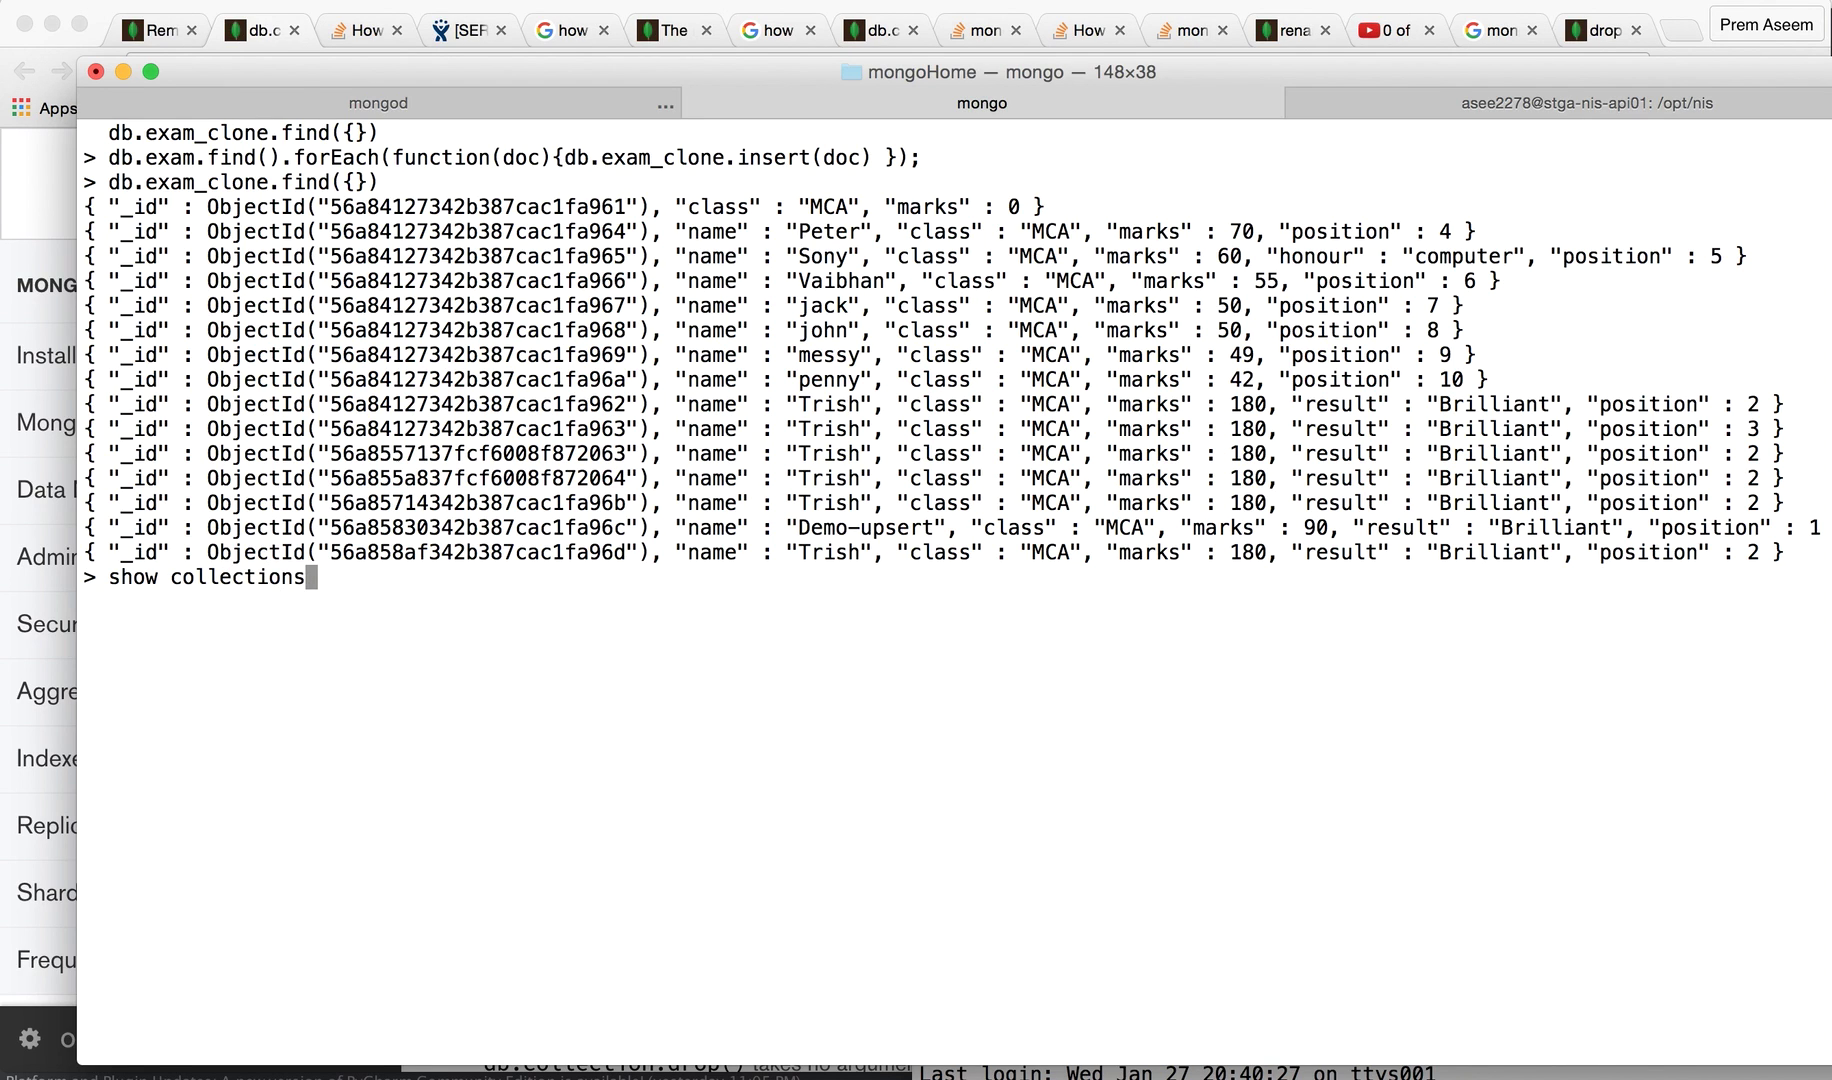 Rem
db.c
How
[SER
how
The
how
db.c
mon
How
mon
rena
0 of
mon
drop
Prem Aseem
mongoHome — mongo — 148×38
Apps
mongod
...
mongo
asee2278@stga-nis-api01: /opt/nis
db.exam_clone.find({})
> db.exam.find().forEach(function(doc){db.exam_clone.insert(doc) });
> db.exam_clone.find({})
{ "_id" : ObjectId("56a84127342b387cac1fa961"), "class" : "MCA", "marks" : 0 }
{ "_id" : ObjectId("56a84127342b387cac1fa964"), "name" : "Peter", "class" : "MCA", "marks" : 70, "position" : 4 }
{ "_id" : ObjectId("56a84127342b387cac1fa965"), "name" : "Sony", "class" : "MCA", "marks" : 60, "honour" : "computer", "position" : 5 }
{ "_id" : ObjectId("56a84127342b387cac1fa966"), "name" : "Vaibhan", "class" : "MCA", "marks" : 55, "position" : 6 }
{ "_id" : ObjectId("56a84127342b387cac1fa967"), "name" : "jack", "class" : "MCA", "marks" : 50, "position" : 7 }
{ "_id" : ObjectId("56a84127342b387cac1fa968"), "name" : "john", "class" : "MCA", "marks" : 50, "position" : 8 }
{ "_id" : ObjectId("56a84127342b387cac1fa969"), "name" : "messy", "class" : "MCA", "marks" : 49, "position" : 9 }
{ "_id" : ObjectId("56a84127342b387cac1fa96a"), "name" : "penny", "class" : "MCA", "marks" : 42, "position" : 10 }
{ "_id" : ObjectId("56a84127342b387cac1fa962"), "name" : "Trish", "class" : "MCA", "marks" : 180, "result" : "Brilliant", "position" : 2 }
{ "_id" : ObjectId("56a84127342b387cac1fa963"), "name" : "Trish", "class" : "MCA", "marks" : 180, "result" : "Brilliant", "position" : 3 }
{ "_id" : ObjectId("56a8557137fcf6008f872063"), "name" : "Trish", "class" : "MCA", "marks" : 180, "result" : "Brilliant", "position" : 2 }
{ "_id" : ObjectId("56a855a837fcf6008f872064"), "name" : "Trish", "class" : "MCA", "marks" : 180, "result" : "Brilliant", "position" : 2 }
{ "_id" : ObjectId("56a85714342b387cac1fa96b"), "name" : "Trish", "class" : "MCA", "marks" : 180, "result" : "Brilliant", "position" : 2 }
{ "_id" : ObjectId("56a85830342b387cac1fa96c"), "name" : "Demo-upsert", "class" : "MCA", "marks" : 90, "result" : "Brilliant", "position" : 1
{ "_id" : ObjectId("56a858af342b387cac1fa96d"), "name" : "Trish", "class" : "MCA", "marks" : 180, "result" : "Brilliant", "position" : 2 }
> show collections
MONG
Install
Mong
Data
Admin
Secur
Aggre
Indexe
Replic
Shard
Frequ
O
db.collection.drop() takes no argumen
Last login: Wed Jan 27 20:40:27 on ttys001